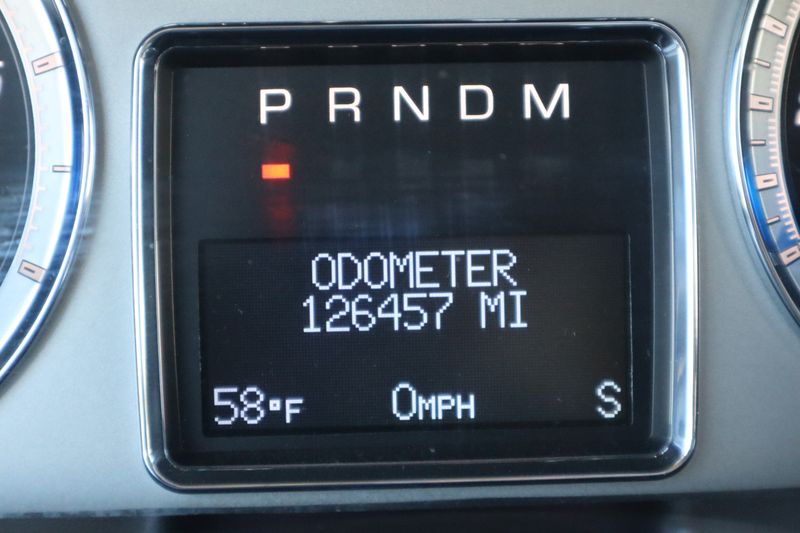 P R N D M
ODOMETER
126457 MI
58°F 0MPH S